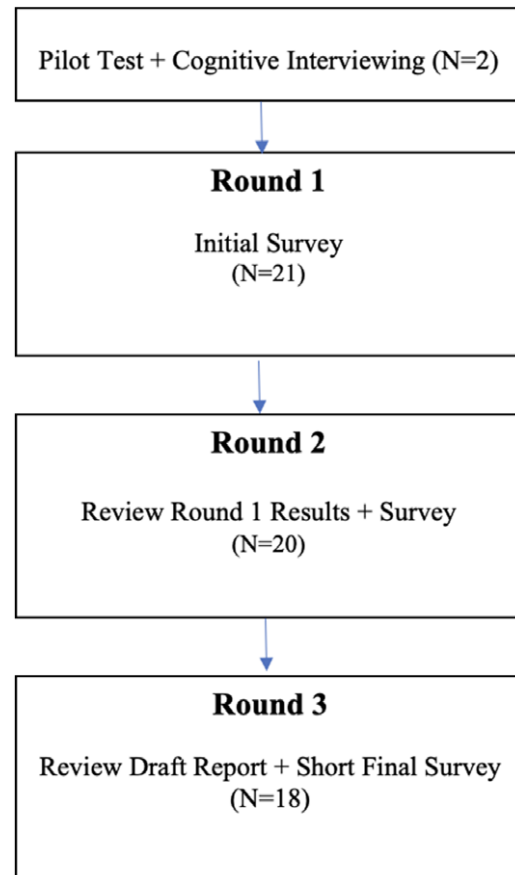 Pilot Test + Cognitive Interviewing (N=2)
Round 1
Initial Survey
(N=21)
Round 2
Review Round 1 Results + Survey
(N=20)
Round 3
Review Draft Report + Short Final Survey
(N=18)